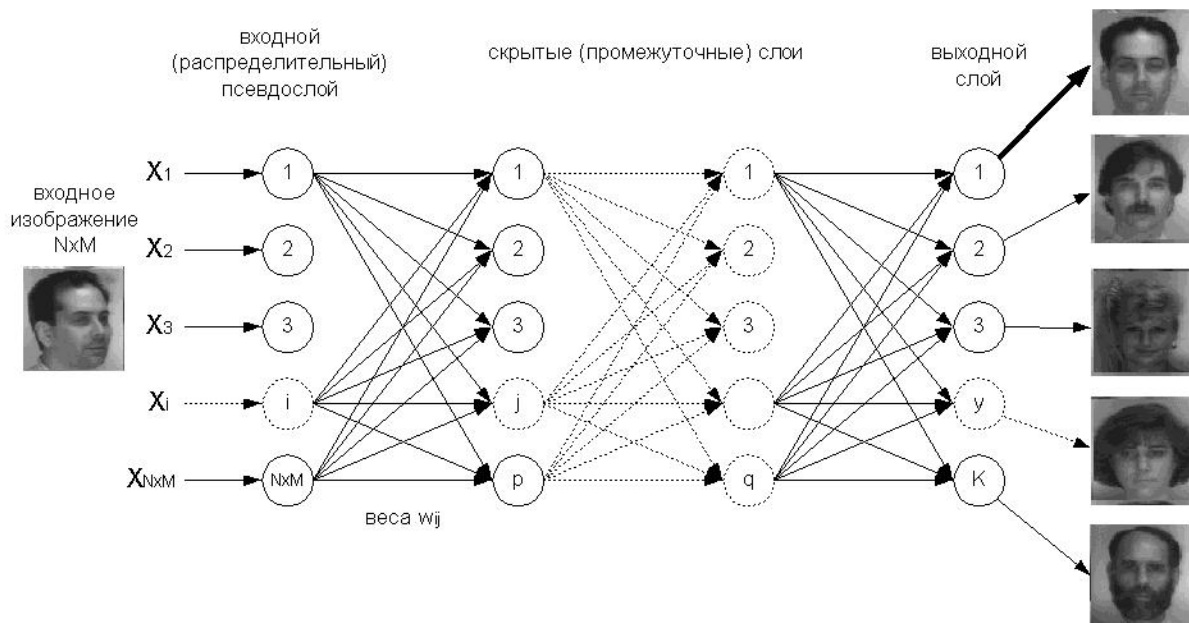 входной
(распределительный)
псевдослой
скрытые (промежуточные) слои
выходной
слой
входное
изображение
NxM
X1
X2
X3
Xi
XNxM
1
2
3
i
NxM
1
2
3
j
p
1
2
3
q
1
2
3
y
K
веса wij